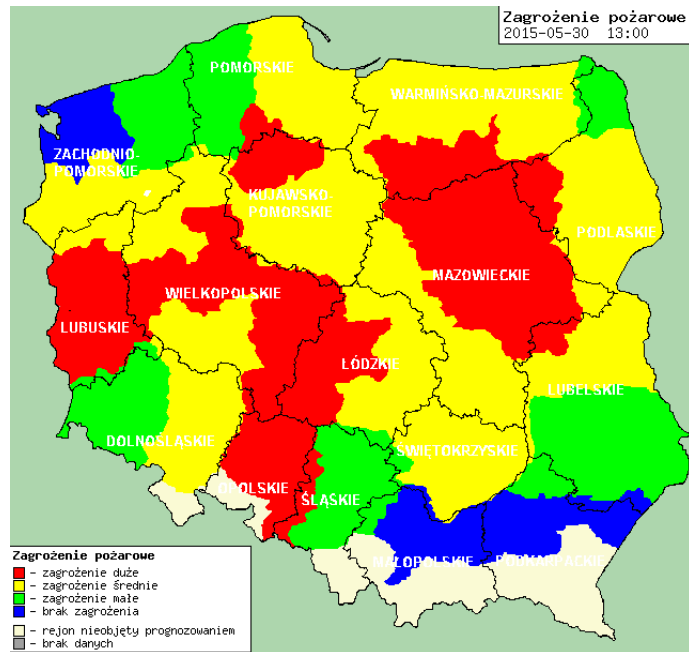 Zagrożenie pożarowe
2015-05-30 13:00
POMORSKIE
WARMIŃSKO-MAZURSKIE
ZACHODNIO-
POMORSKIE
KUJAWSKO-
POMORSKIE
PODLASKIE
MAZOWIECKIE
WIELKOPOLSKIE
LUBUSKIE
ŁÓDZKIE
LUBELSKIE
DOLNOŚLĄSKIE
ŚWIĘTOKRZYSKIE
OPOLSKIE
ŚLĄSKIE
MAŁOPOLSKIE
PODKARPACKIE
Zagrożenie pożarowe
- zagrożenie duże
- zagrożenie średnie
- zagrożenie małe
- brak zagrożenia
- rejon nieobjęty prognozowaniem
- brak danych